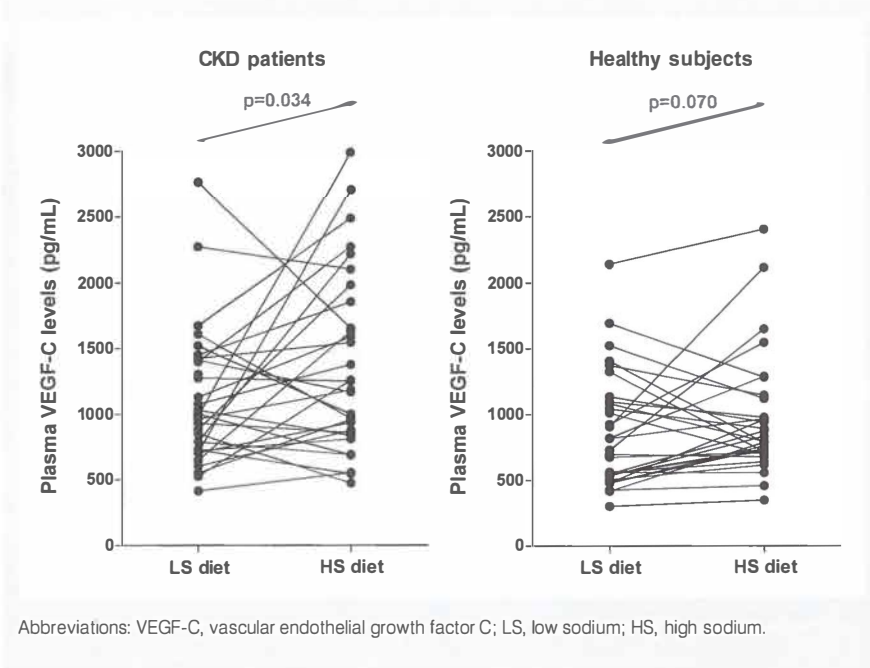 CKD patients
p=0.034
3000
2500
2000
1500
1000
500
0
Plasma VEGF-C levels (pg/mL)
LS diet HS diet
Healthy subjects
p=0.070
3000
2500
2000
1500
1000
500
0
Plasma VEGF-C levels (pg/mL)
LS diet HS diet
Abbreviations: VEGF-C, vascular endothelial growth factor C; LS, low sodium; HS, high sodium.